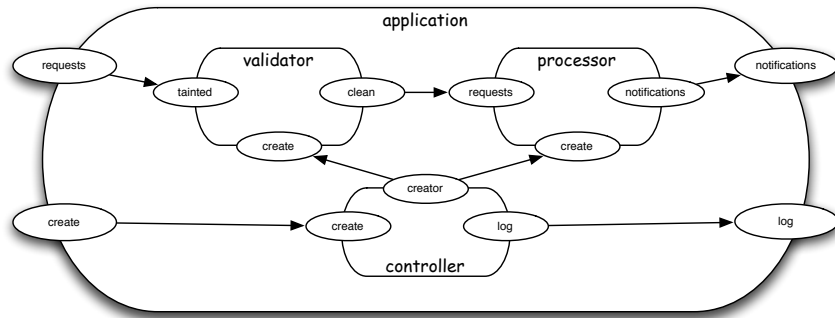 application
requests
validator
processor
notifications
tainted
clean
requests
notifications
create
create
creator
create
create
log
log
controller